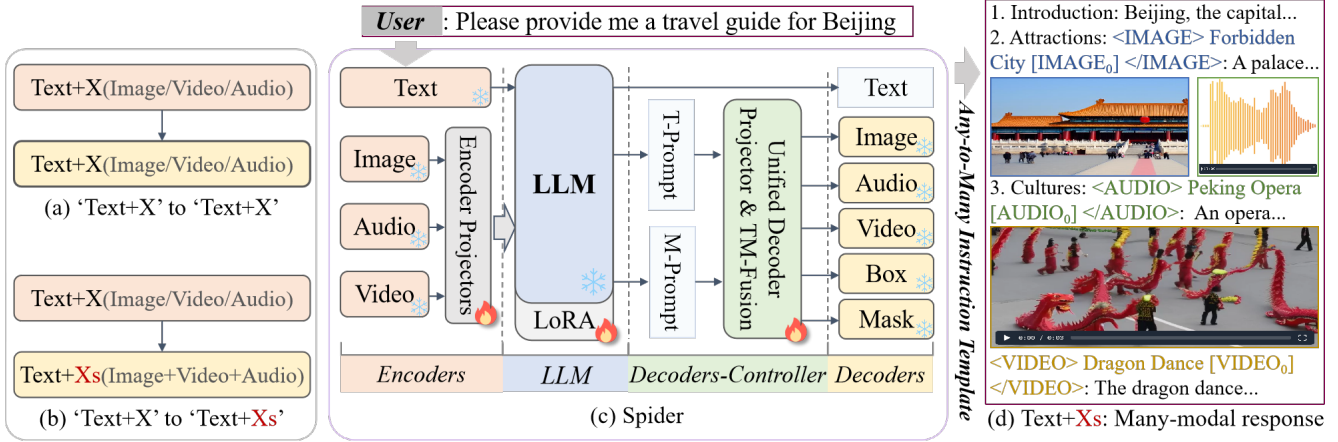 User : Please provide me a travel guide for Beijing
Text+X(Image/Video/Audio)
Text+X(Image/Video/Audio)
(a) ‘Text+X’ to ‘Text+X’
Text+X(Image/Video/Audio)
Text+Xs(Image+Video+Audio)
(b) ‘Text+X’ to ‘Text+Xs’
Text
Image
Audio
Video
Encoder Projectors
LLM
LoRA
T-Prompt
M-Prompt
Unified Decoder
Projector & TM-Fusion
Text
Image
Audio
Video
Box
Mask
Encoders
LLM
Decoders-Controller
Decoders
(c) Spider
Any-to-Many Instruction Template
1. Introduction: Beijing, the capital...
2. Attractions: <IMAGE> Forbidden
City [IMAGE₀] </IMAGE>: A palace...
3. Cultures: <AUDIO> Peking Opera
[AUDIO₀] </AUDIO>: An opera...
0:00 / 0:03
<VIDEO> Dragon Dance [VIDEO₀]
</VIDEO>: The dragon dance...
(d) Text+Xs: Many-modal response